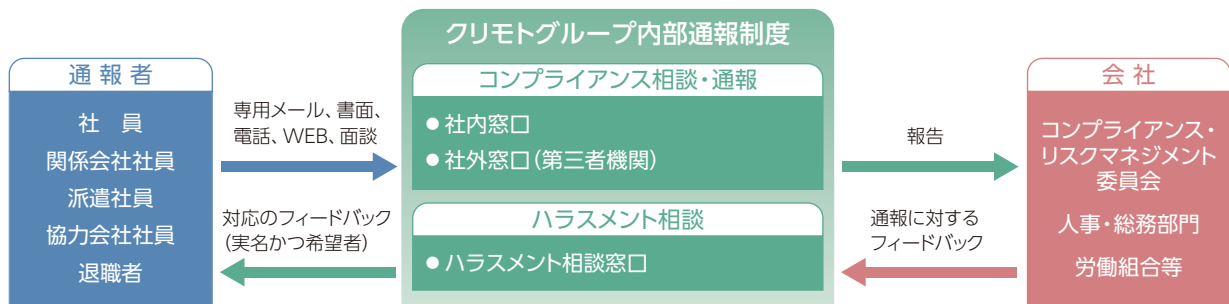 クリモトグループ内部通報制度
通報者
社　員
関係会社社員
派遣社員
協力会社社員
退職者
専用メール、書面、
電話、WEB、面談
対応のフィードバック
(実名かつ希望者)
コンプライアンス相談・通報
● 社内窓口
● 社外窓口(第三者機関)
ハラスメント相談
● ハラスメント相談窓口
報告
通報に対する
フィードバック
会社
コンプライアンス・
リスクマネジメント
委員会
人事・総務部門
労働組合等